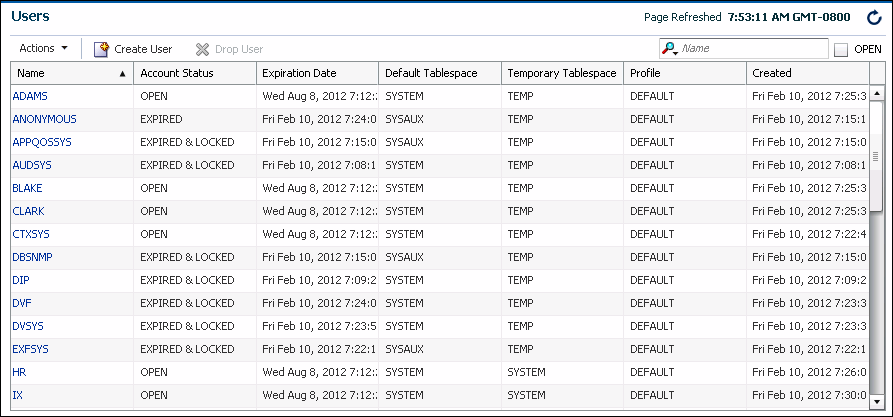 Users Page Refreshed 7:53:11 AM GMT-0800
Actions Create User Drop User Name OPEN
Name Account Status Expiration Date Default Tablespace Temporary Tablespace Profile Created
ADAMS OPEN Wed Aug 8, 2012 7:12: SYSTEM TEMP DEFAULT Fri Feb 10, 2012 7:25:3
ANONYMOUS EXPIRED Fri Feb 10, 2012 7:24:0 SYSAUX TEMP DEFAULT Fri Feb 10, 2012 7:15:1
APPQOSSYS EXPIRED & LOCKED Fri Feb 10, 2012 7:15:0 SYSAUX TEMP DEFAULT Fri Feb 10, 2012 7:15:0
AUDSYS EXPIRED & LOCKED Fri Feb 10, 2012 7:08:1 SYSTEM TEMP DEFAULT Fri Feb 10, 2012 7:08:1
BLAKE OPEN Wed Aug 8, 2012 7:12: SYSTEM TEMP DEFAULT Fri Feb 10, 2012 7:25:3
CLARK OPEN Wed Aug 8, 2012 7:12: SYSTEM TEMP DEFAULT Fri Feb 10, 2012 7:25:3
CTXSYS OPEN Wed Aug 8, 2012 7:12: SYSTEM TEMP DEFAULT Fri Feb 10, 2012 7:22:4
DBSNMP EXPIRED & LOCKED Fri Feb 10, 2012 7:15:0 SYSAUX TEMP DEFAULT Fri Feb 10, 2012 7:15:0
DIP EXPIRED & LOCKED Fri Feb 10, 2012 7:09:2 SYSTEM TEMP DEFAULT Fri Feb 10, 2012 7:09:2
DVF EXPIRED & LOCKED Fri Feb 10, 2012 7:24:0 SYSTEM TEMP DEFAULT Fri Feb 10, 2012 7:23:3
DVSYS EXPIRED & LOCKED Fri Feb 10, 2012 7:23:5 SYSTEM TEMP DEFAULT Fri Feb 10, 2012 7:23:3
EXFSYS EXPIRED & LOCKED Fri Feb 10, 2012 7:22:1 SYSAUX TEMP DEFAULT Fri Feb 10, 2012 7:22:1
HR OPEN Wed Aug 8, 2012 7:12: SYSTEM SYSTEM DEFAULT Fri Feb 10, 2012 7:26:0
IX OPEN Wed Aug 8, 2012 7:12: SYSTEM SYSTEM DEFAULT Fri Feb 10, 2012 7:30:0